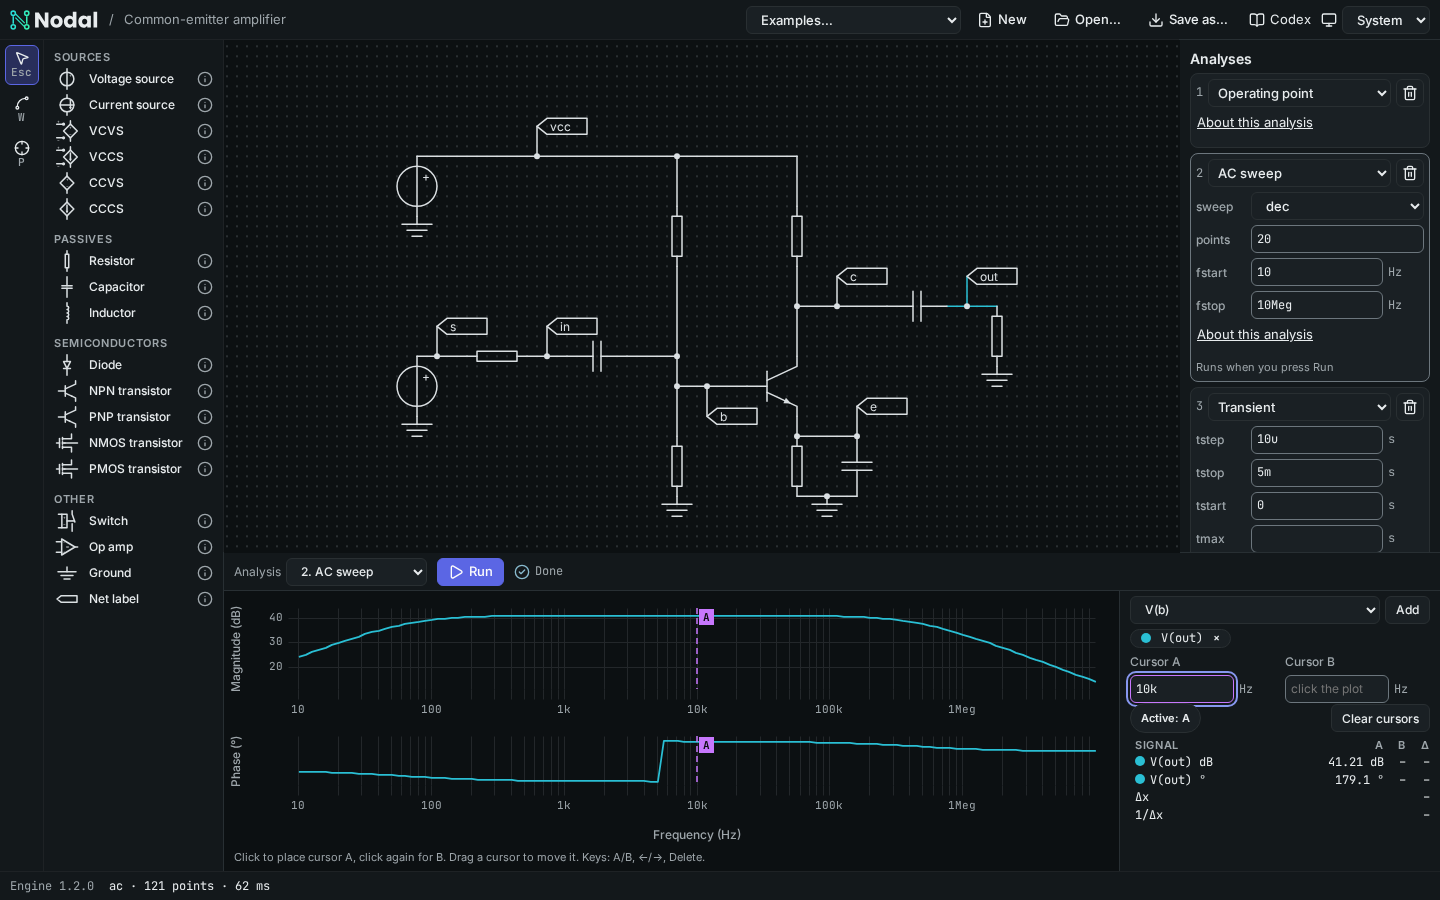 Nodal / Common-emitter amplifier
Examples...
New
Open...
Save as...
Codex
System
Esc
W
P
SOURCES
Voltage source
Current source
VCVS
VCCS
CCVS
CCCS
PASSIVES
Resistor
Capacitor
Inductor
SEMICONDUCTORS
Diode
NPN transistor
PNP transistor
NMOS transistor
PMOS transistor
OTHER
Switch
Op amp
Ground
Net label
vcc
s
in
c
out
b
e
Analyses
1 Operating point
About this analysis
2 AC sweep
sweep dec
points 20
fstart 10 Hz
fstop 10Meg Hz
About this analysis
Runs when you press Run
3 Transient
tstep 10u s
tstop 5m s
tstart 0 s
tmax s
Analysis 2. AC sweep Run Done
Magnitude (dB)
40
30
20
A
10 100 1k 10k 100k 1Meg
Phase (°)
A
10 100 1k 10k 100k 1Meg
Frequency (Hz)
Click to place cursor A, click again for B. Drag a cursor to move it. Keys: A/B, ←/→, Delete.
V(b) Add
V(out) ×
Cursor A Cursor B
10k Hz click the plot Hz
Active: A Clear cursors
SIGNAL A B Δ
V(out) dB 41.21 dB – –
V(out) ° 179.1 ° – –
Δx –
1/Δx –
Engine 1.2.0 ac · 121 points · 62 ms